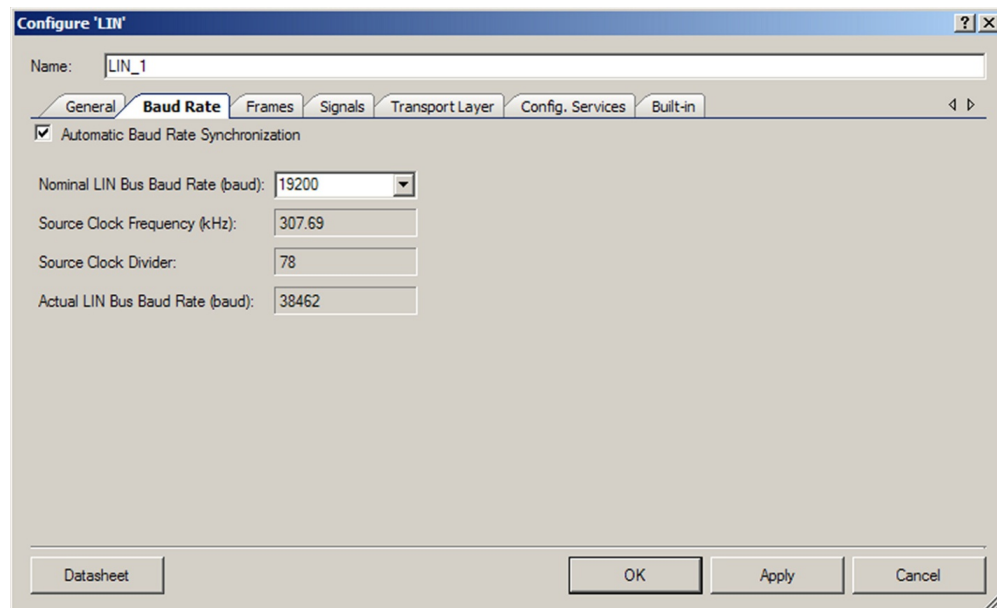 Configure 'LIN'
Name: LIN_1
General Baud Rate Frames Signals Transport Layer Config. Services Built-in
Automatic Baud Rate Synchronization
Nominal LIN Bus Baud Rate (baud): 19200
Source Clock Frequency (kHz): 307.69
Source Clock Divider: 78
Actual LIN Bus Baud Rate (baud): 38462
Datasheet OK Apply Cancel